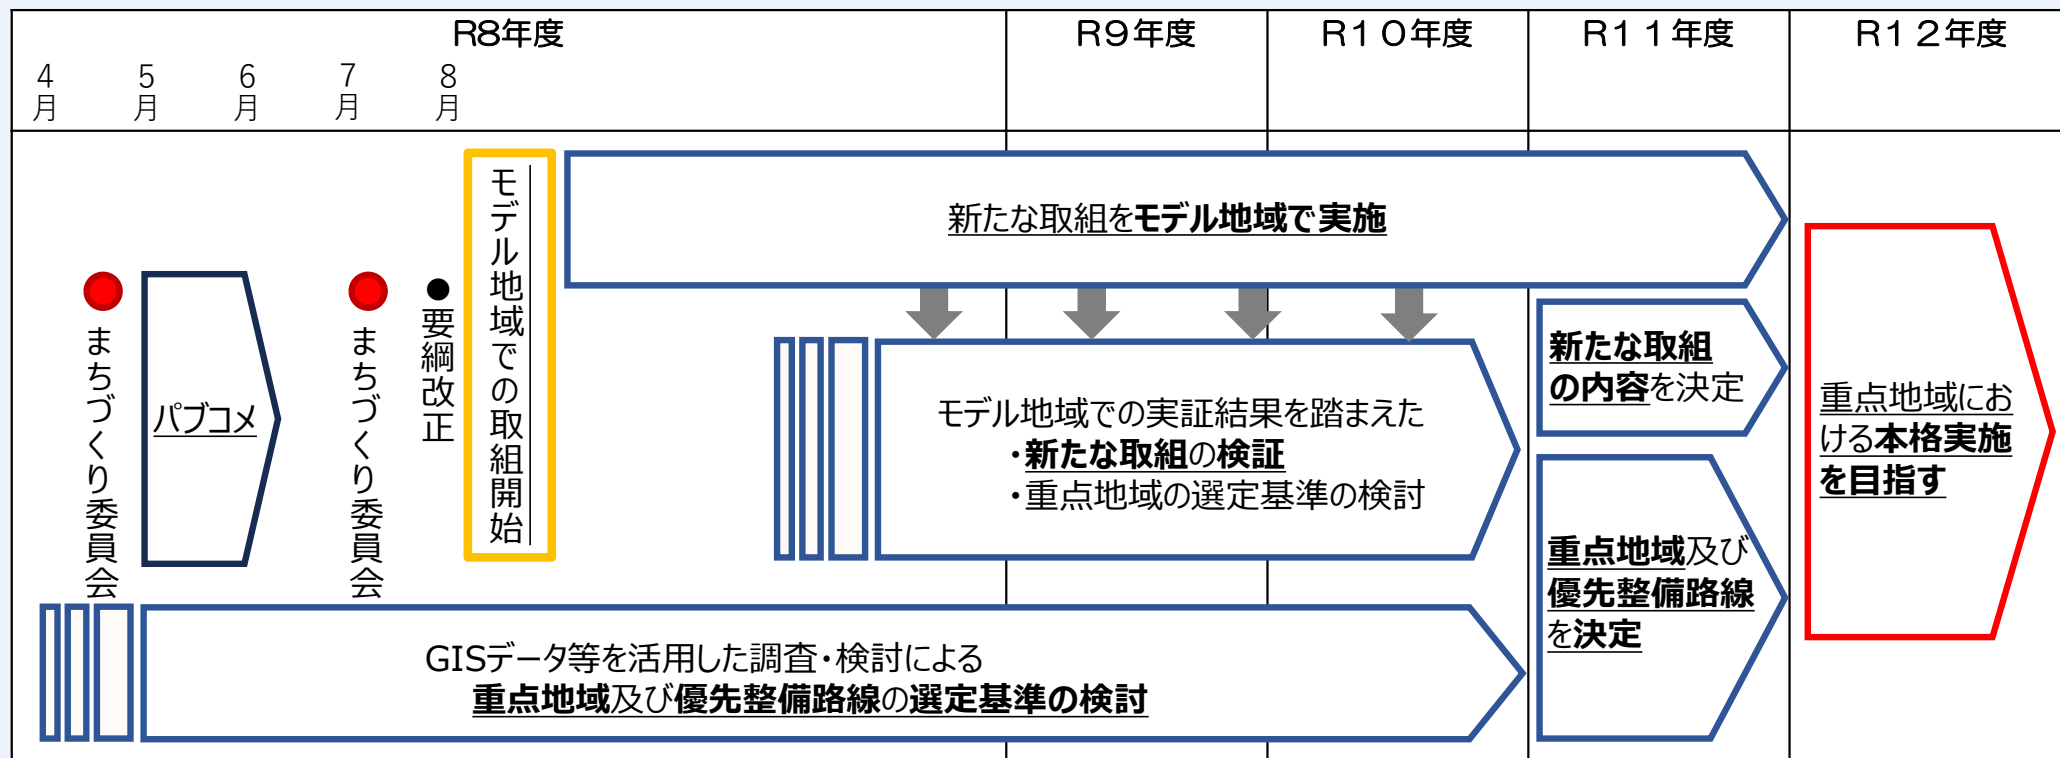 R8年度
R9年度
R10年度
R11年度
R12年度
4月
5月
6月
7月
8月
まちづくり委員会
パブコメ
まちづくり委員会
●要綱改正
モデル地域での取組開始
新たな取組をモデル地域で実施
モデル地域での実証結果を踏まえた
・新たな取組の検証
・重点地域の選定基準の検討
GISデータ等を活用した調査・検討による
重点地域及び優先整備路線の選定基準の検討
新たな取組
の内容を決定
重点地域及び
優先整備路線
を決定
重点地域にお
ける本格実施
を目指す